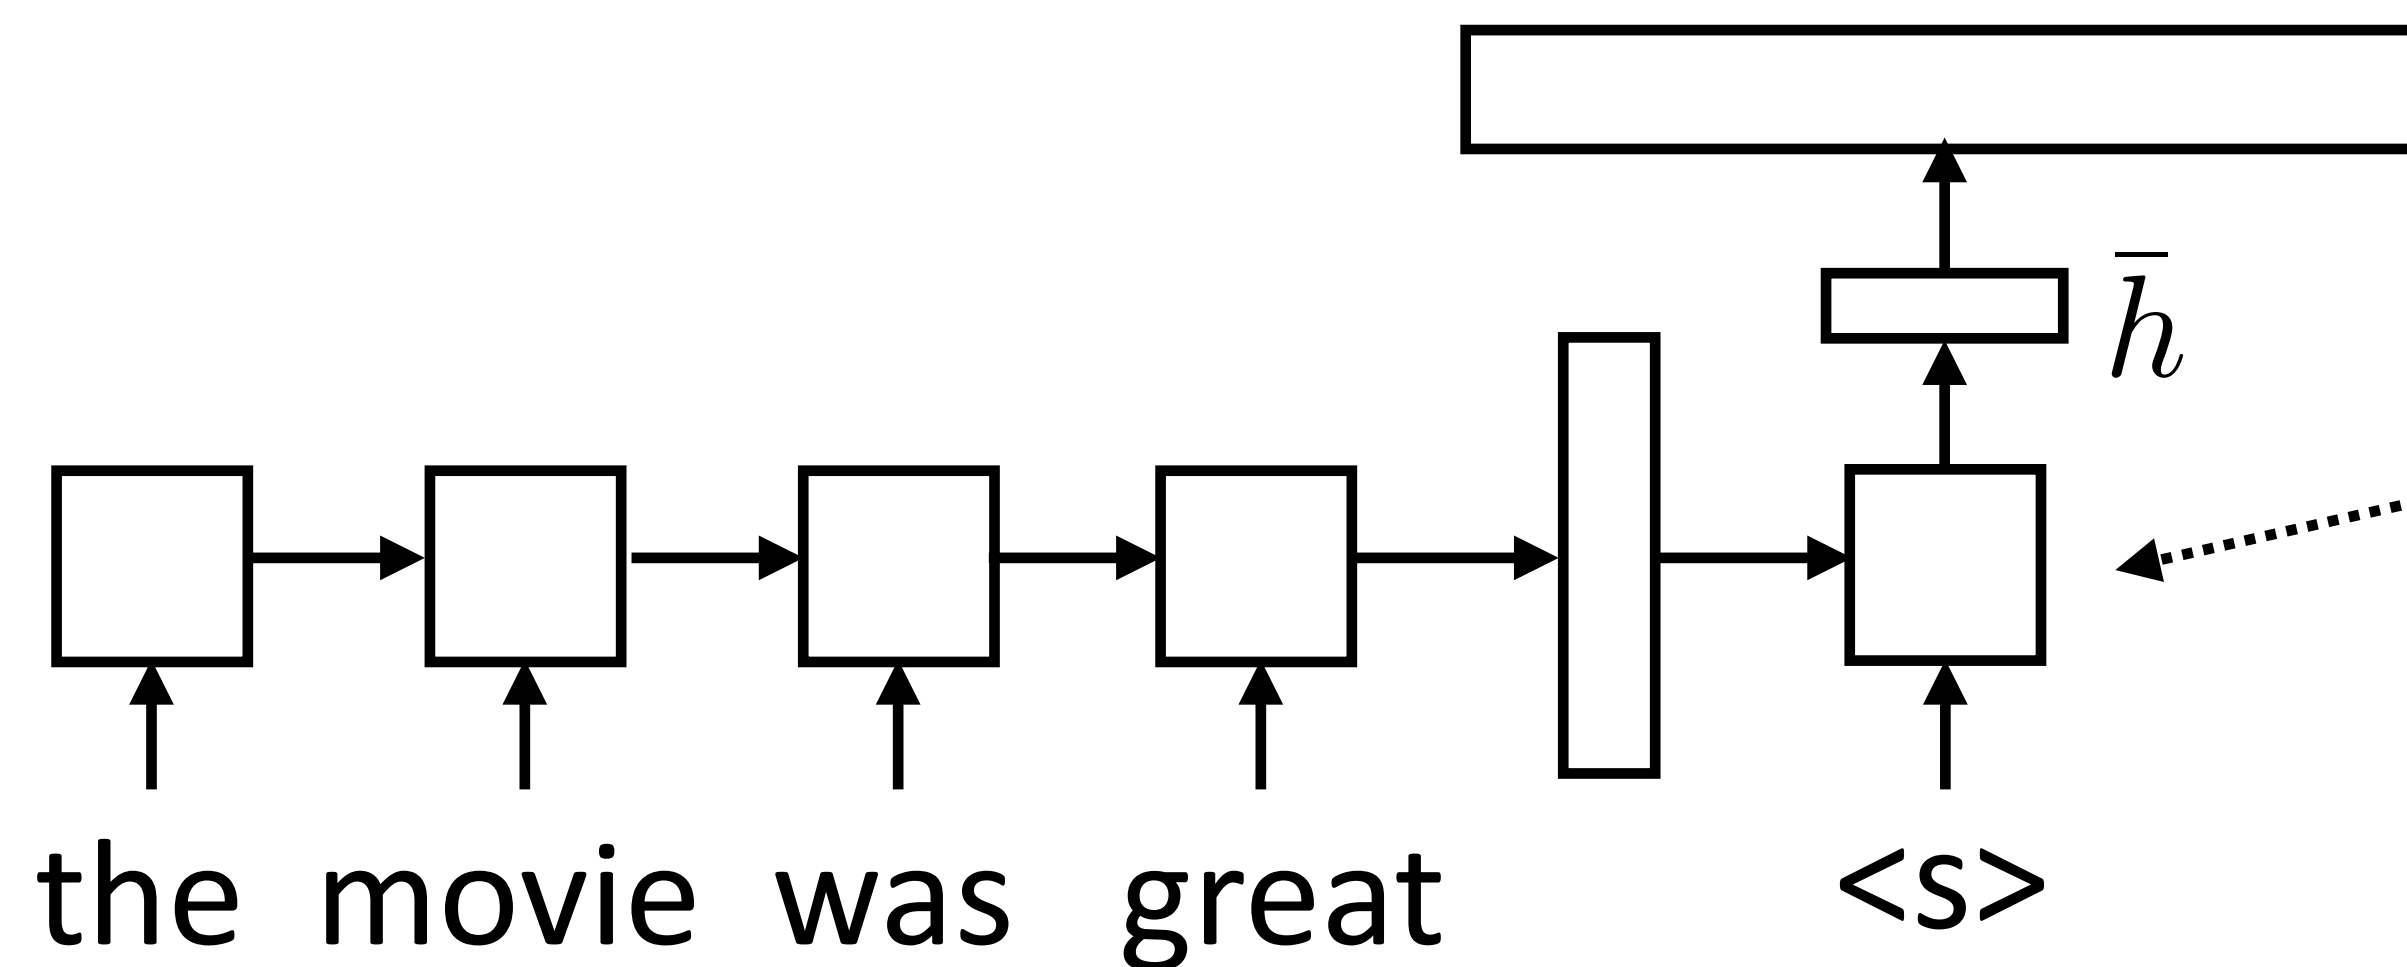 h̄
the movie was great <s>